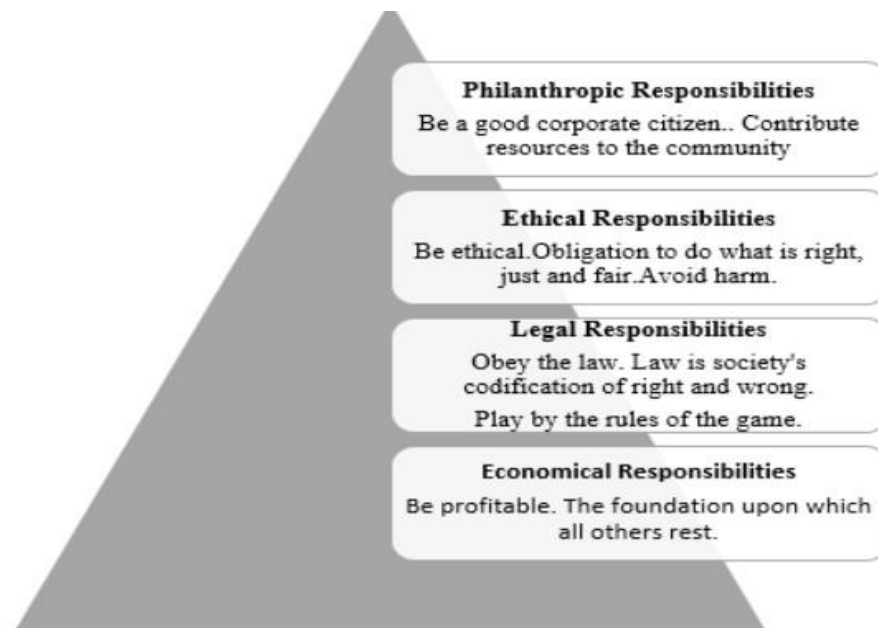 Philanthropic Responsibilities
Be a good corporate citizen.. Contribute
resources to the community
Ethical Responsibilities
Be ethical.Obligation to do what is right,
just and fair.Avoid harm.
Legal Responsibilities
Obey the law. Law is society's
codification of right and wrong.
Play by the rules of the game.
Economical Responsibilities
Be profitable. The foundation upon which
all others rest.